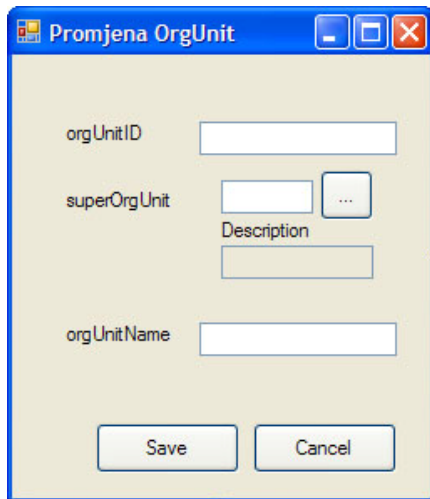 Promjena OrgUnit
orgUnitID
superOrgUnit ...
Description
orgUnitName
Save Cancel